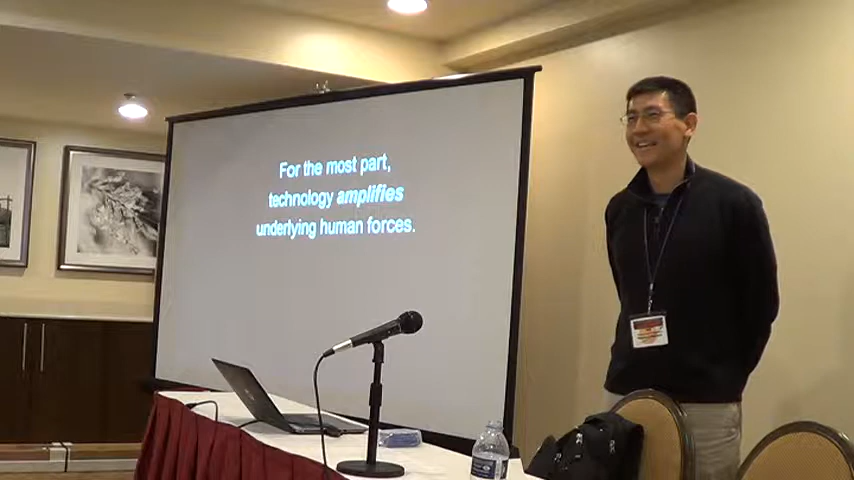 For the most part,
technology amplifies
underlying human forces.